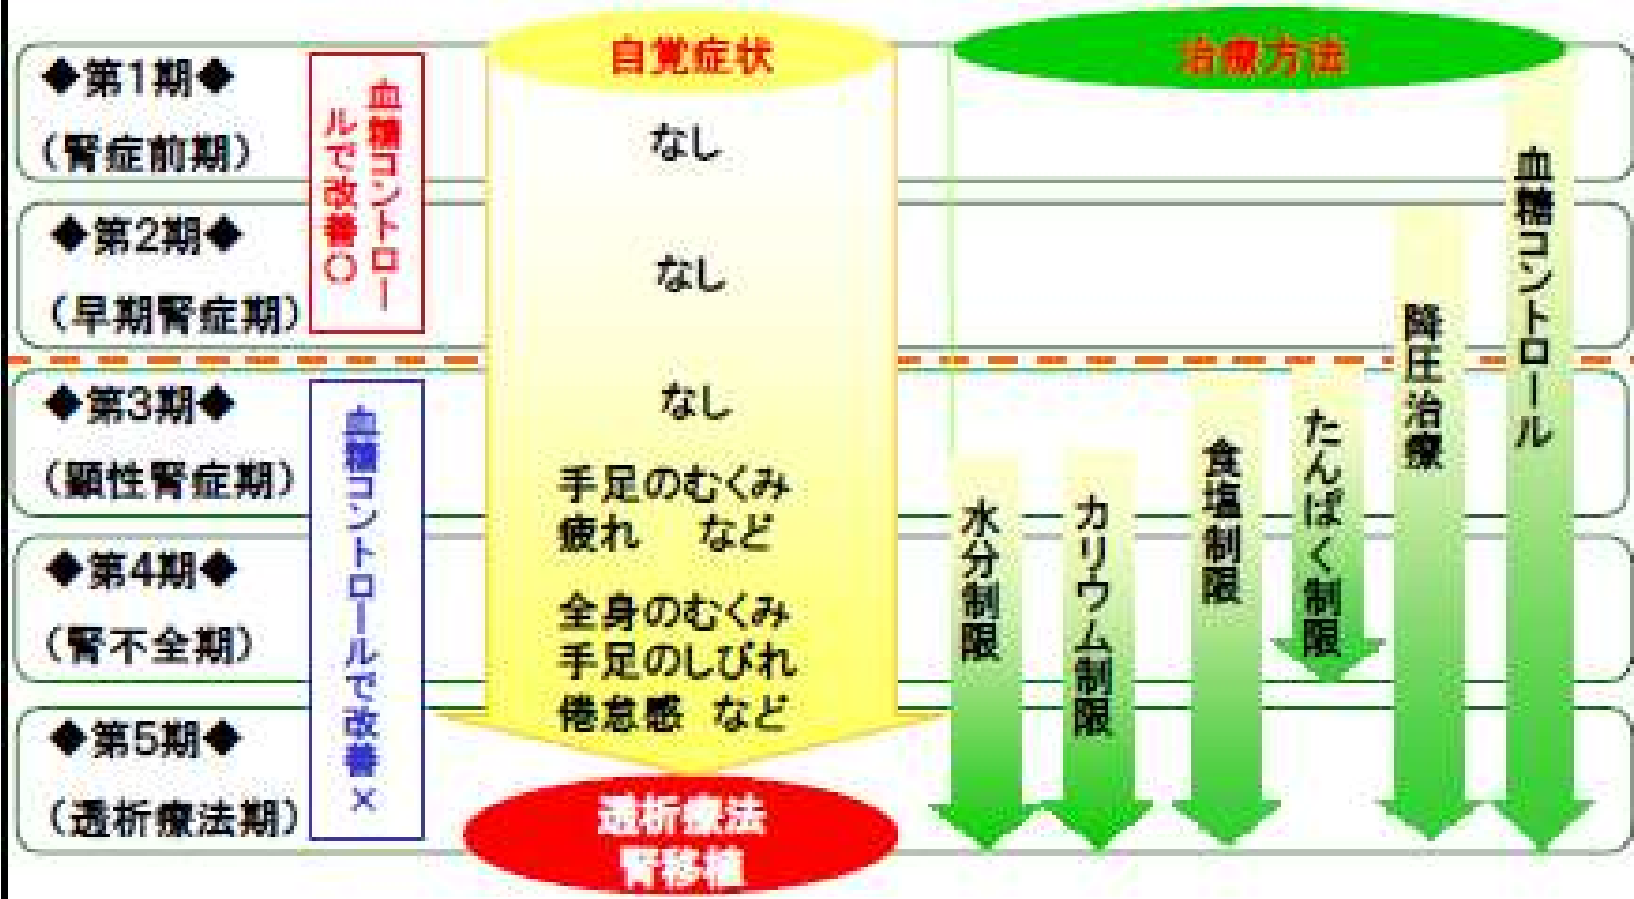 ◆第1期◆
(腎症前期)
◆第2期◆
(早期腎症期)
◆第3期◆
(顕性腎症期)
◆第4期◆
(腎不全期)
◆第5期◆
(透析療法期)
血糖コントロー
ルで改善〇
血糖コントロールで改善×
自覚症状
なし
なし
なし
手足のむくみ
疲れ など
全身のむくみ
手足のしびれ
倦怠感 など
透析療法
腎移植
治療方法
水分制限
カリウム制限
食塩制限
たんぱく制限
降圧治療
血糖コントロール